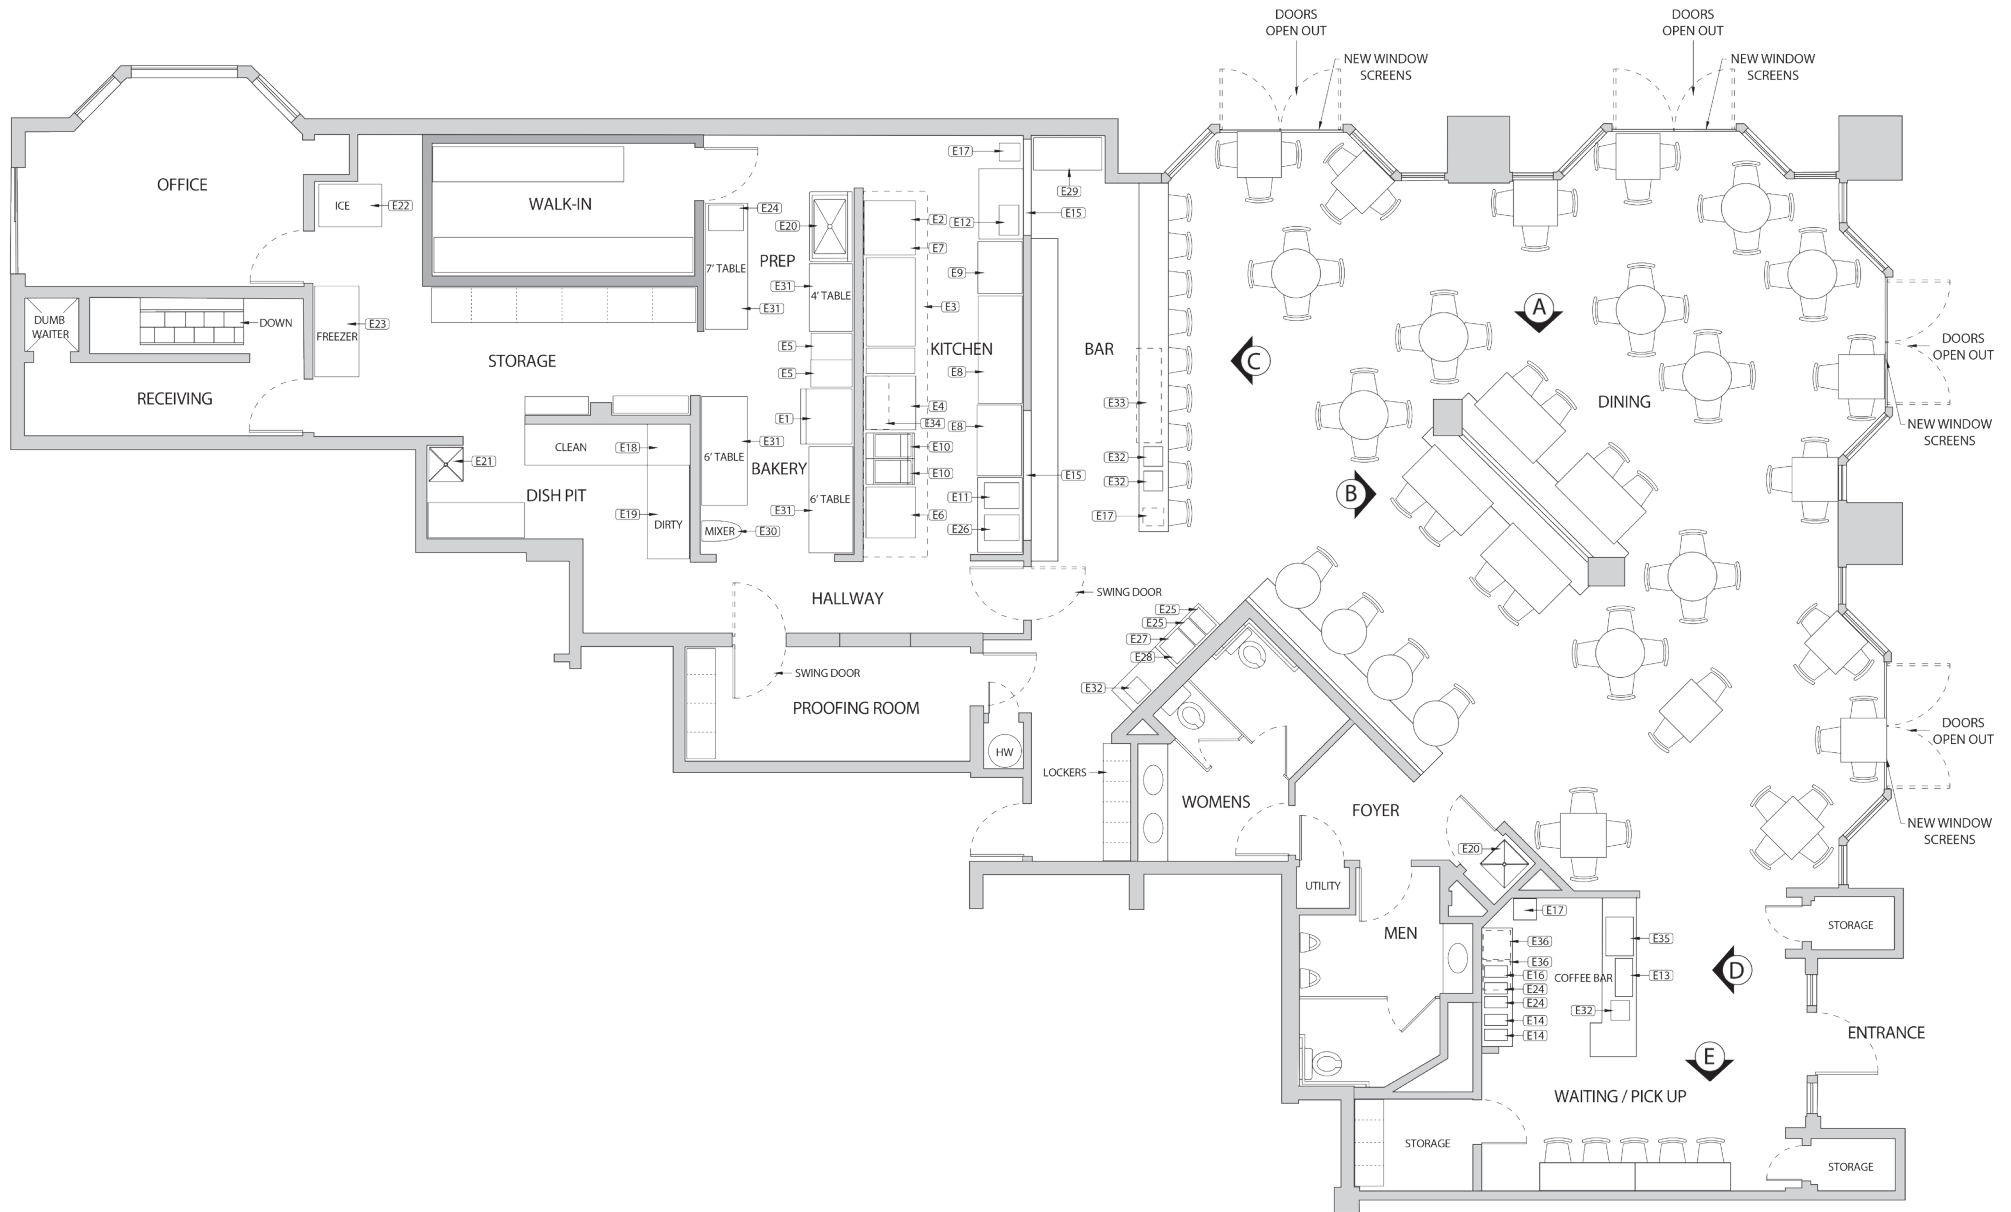 DOORS
OPEN OUT
NEW WINDOW
SCREENS
DOORS
OPEN OUT
NEW WINDOW
SCREENS
OFFICE
ICE
E22
WALK-IN
E24
E20
PREP
7' TABLE
E31
4' TABLE
E31
E17
E2
E12
E7
E9
E3
E15
E29
DUMB
WAITER
DOWN
FREEZER
E23
STORAGE
RECEIVING
E5
E5
E1
KITCHEN
E8
E4
E34
E8
E10
E10
BAR
E33
E32
E32
E17
C
A
B
DINING
DOORS
OPEN OUT
NEW WINDOW
SCREENS
CLEAN
E18
E21
DISH PIT
E19
DIRTY
6' TABLE
E31
BAKERY
6' TABLE
E31
MIXER
E30
E15
E11
E6
E26
HALLWAY
SWING DOOR
SWING DOOR
PROOFING ROOM
HW
E25
E25
E27
E28
E32
LOCKERS
WOMENS
FOYER
DOORS
OPEN OUT
NEW WINDOW
SCREENS
E20
UTILITY
MEN
E17
E36
E36
E16
E24
E24
E14
E14
E35
COFFEE BAR
E13
E32
D
STORAGE
ENTRANCE
E
WAITING / PICK UP
STORAGE
STORAGE